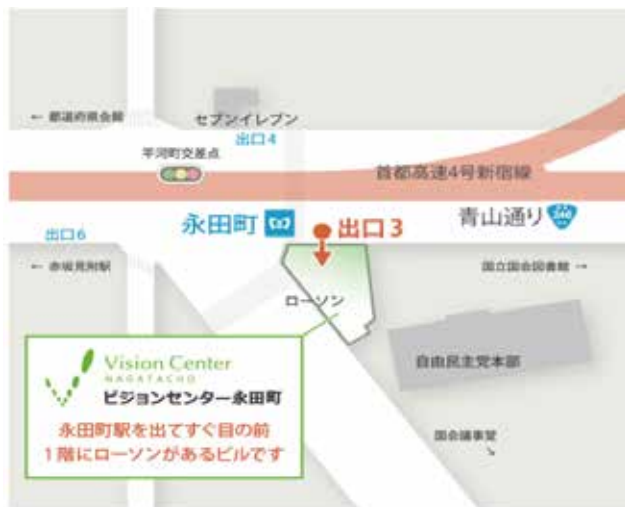 ← 都道府県会館
セブンイレブン
出口4
平河町交差点
首都高速4号新宿線
永田町
出口3
青山通り
246
出口6
← 赤坂見附駅
国立国会図書館 →
ローソン
Vision Center
NAGATACHO
ビジョンセンター永田町
永田町駅を出てすぐ目の前
1階にローソンがあるビルです
自由民主党本部
国会議事堂
↘